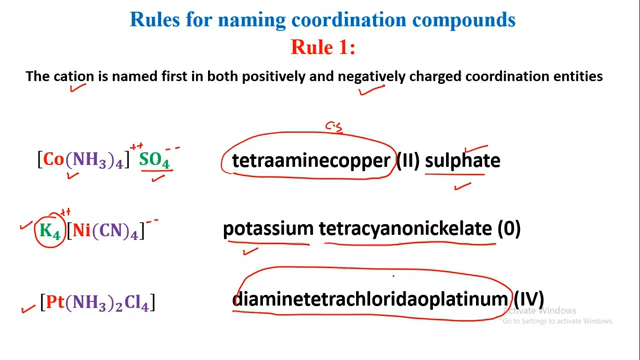 Rules for naming coordination compounds
Rule 1:
The cation is named first in both positively and negatively charged coordination entities
[Co(NH₃)₄]⁺⁺SO₄⁻⁻ tetraaminecopper (II) sulphate
K₄⁺⁺[Ni(CN)₄]⁻⁻ potassium tetracyanonickelate (0)
[Pt(NH₃)₂Cl₄] diaminetetrachloridaoplatinum (IV)
Activate Windows
Go to Settings to activate Windows.